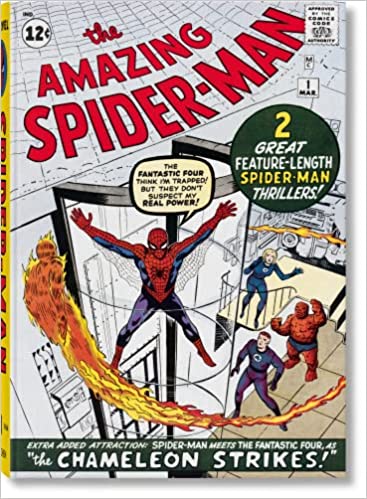 IND.
12¢
the
AMAZING
SPIDER-MAN
APPROVED
BY THE
COMICS
CODE
AUTHORITY
MC
1
MAR.
2
GREAT
FEATURE-LENGTH
SPIDER-MAN
THRILLERS!
THE
FANTASTIC FOUR
THINK I'M TRAPPED!
BUT THEY DON'T
SUSPECT MY
REAL POWER!
EXTRA ADDED ATTRACTION: SPIDER-MAN MEETS THE FANTASTIC FOUR, AS
"the CHAMELEON STRIKES!"
SPIDER-MAN